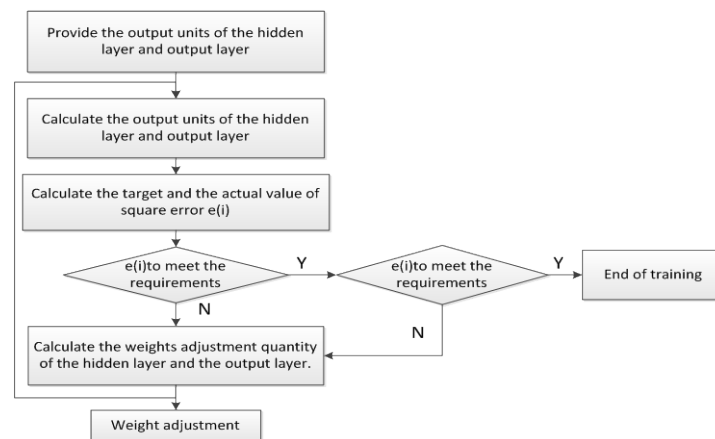 Provide the output units of the hidden
layer and output layer
Calculate the output units of the hidden
layer and output layer
Calculate the target and the actual value of
square error e(i)
e(i)to meet the
requirements
Y
e(i)to meet the
requirements
Y
End of training
N
N
Calculate the weights adjustment quantity
of the hidden layer and the output layer.
Weight adjustment